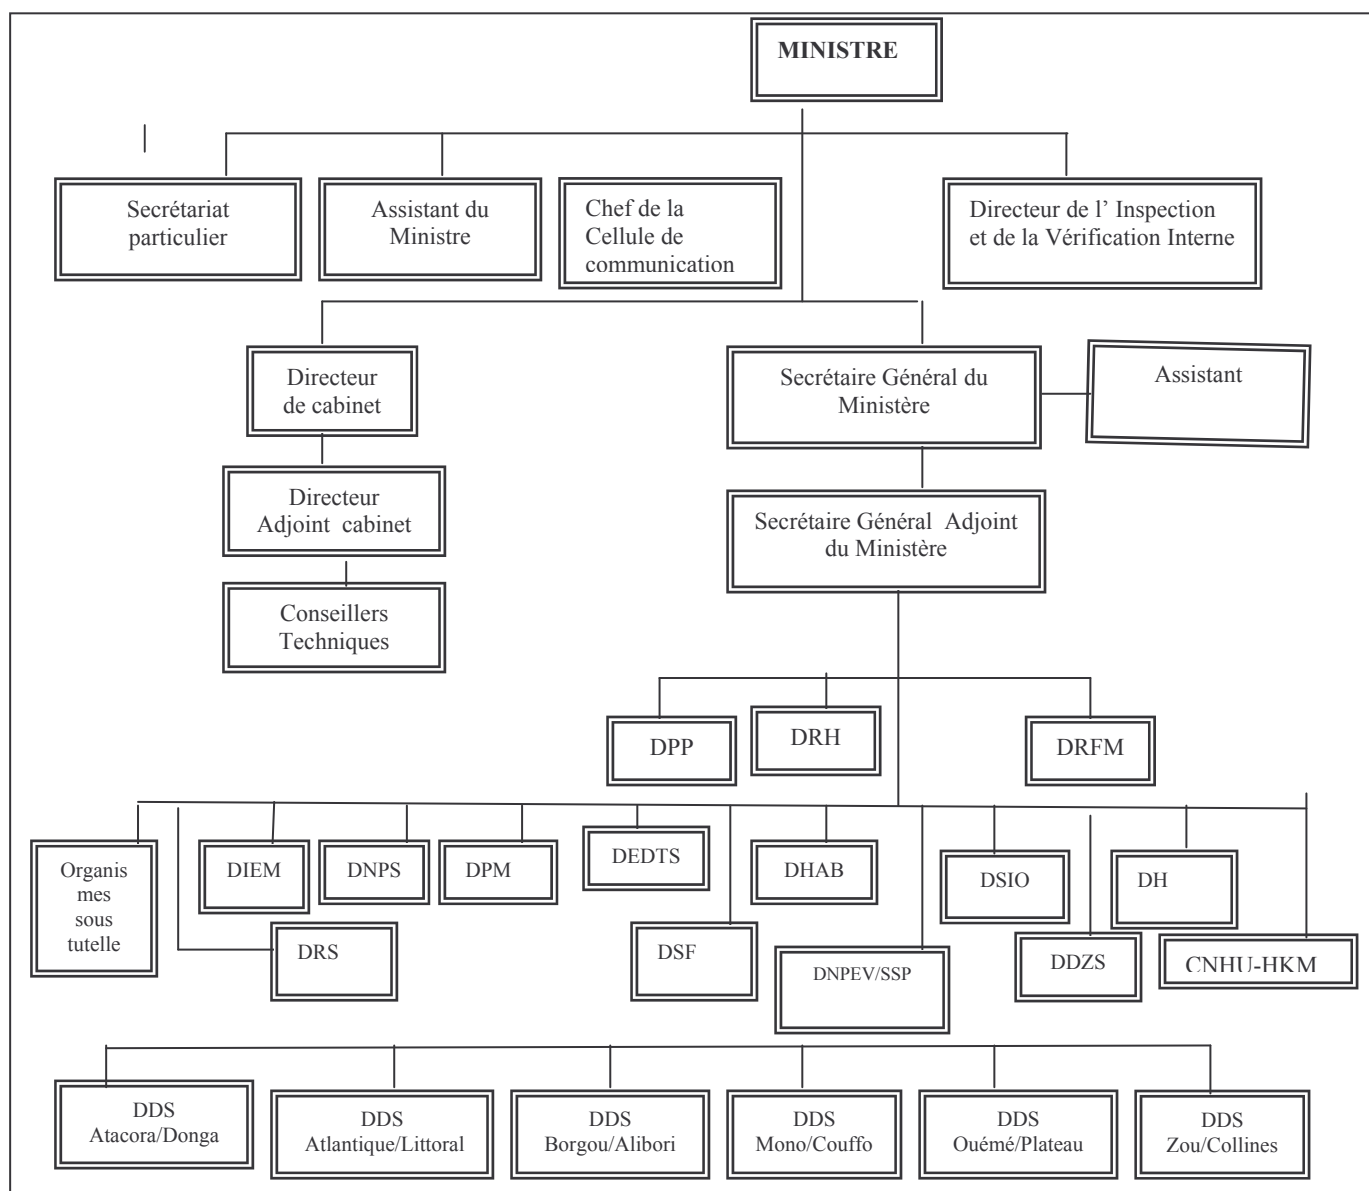 MINISTRE
Secrétariat
particulier
Assistant du
Ministre
Chef de la
Cellule de
communication
Directeur de l’ Inspection
et de la Vérification Interne
Directeur
de cabinet
Secrétaire Général du
Ministère
Assistant
Directeur
Adjoint cabinet
Secrétaire Général Adjoint
du Ministère
Conseillers
Techniques
DPP
DRH
DRFM
Organis
mes
sous
tutelle
DIEM
DNPS
DPM
DEDTS
DHAB
DSIO
DH
DRS
DSF
DNPEV/SSP
DDZS
CNHU-HKM
DDS
Atacora/Donga
DDS
Atlantique/Littoral
DDS
Borgou/Alibori
DDS
Mono/Couffo
DDS
Ouémé/Plateau
DDS
Zou/Collines